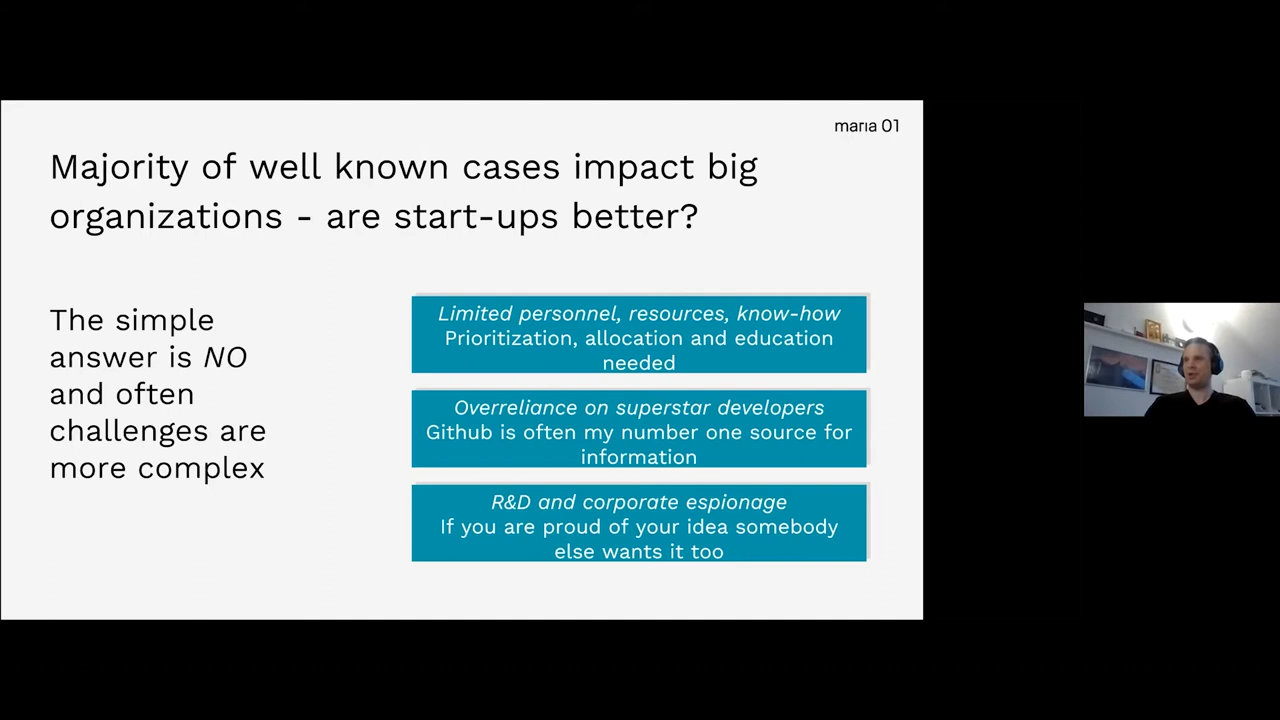 maria 01
Majority of well known cases impact big
organizations - are start-ups better?
The simple
answer is NO
and often
challenges are
more complex
Limited personnel, resources, know-how
Prioritization, allocation and education
needed
Overreliance on superstar developers
Github is often my number one source for
information
R&D and corporate espionage
If you are proud of your idea somebody
else wants it too